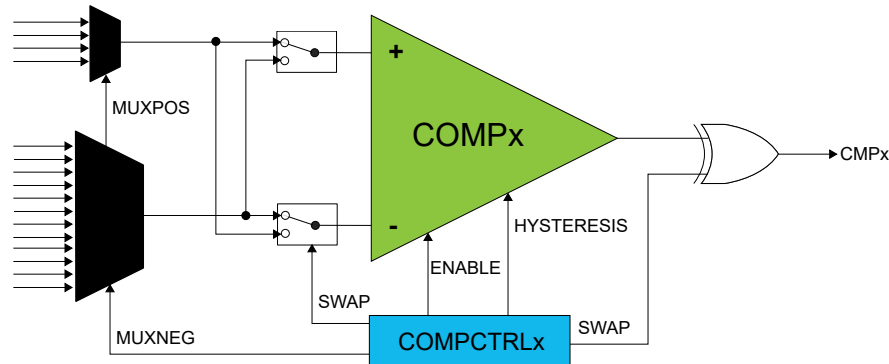 +
MUXPOS
COMPx
CMPx
-
HYSTERESIS
ENABLE
SWAP
SWAP
MUXNEG
COMPCTRLx